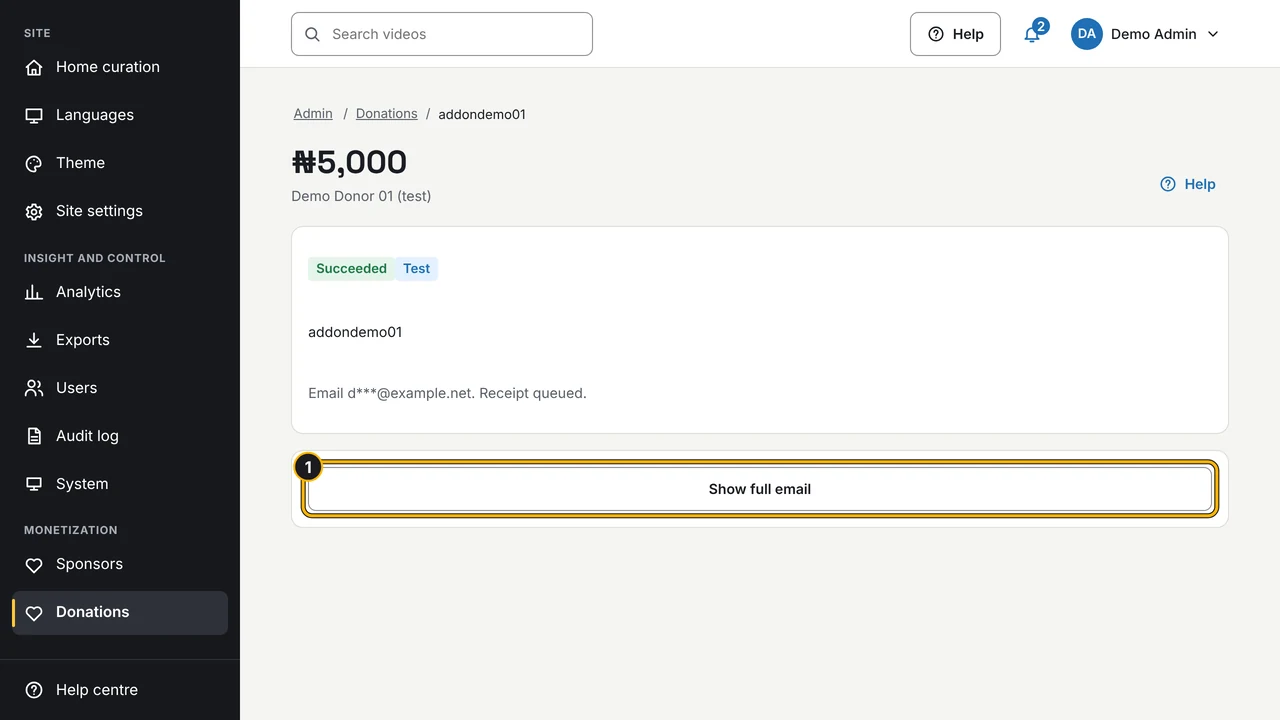 SITE
Home curation
Languages
Theme
Site settings
INSIGHT AND CONTROL
Analytics
Exports
Users
Audit log
System
MONETIZATION
Sponsors
Donations
Help centre
Search videos
Help
2
DA
Demo Admin
Admin / Donations / addondemo01
₦5,000
Demo Donor 01 (test)
Help
Succeeded Test
addondemo01
Email d***@example.net. Receipt queued.
1
Show full email